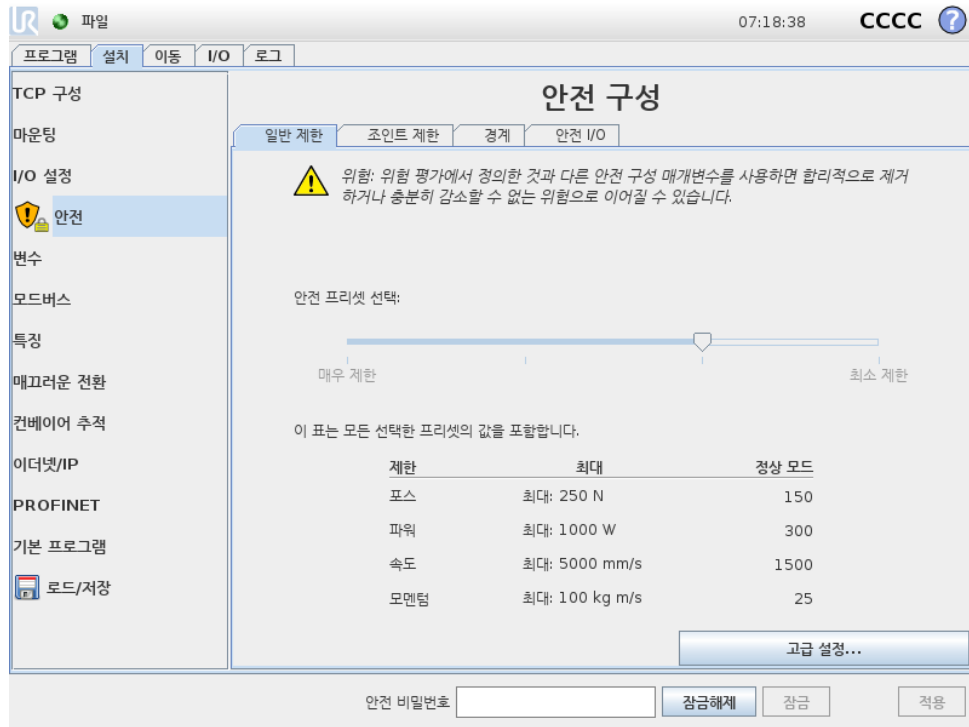 UR 파일 07:18:38 CCCC ?
프로그램 설치 이동 I/O 로그
TCP 구성
마운팅
I/O 설정
안전
변수
모드버스
특징
매끄러운 전환
컨베이어 추적
이더넷/IP
PROFINET
기본 프로그램
로드/저장
안전 구성
일반 제한 조인트 제한 경계 안전 I/O
위험: 위험 평가에서 정의한 것과 다른 안전 구성 매개변수를 사용하면 합리적으로 제거
하거나 충분히 감소할 수 없는 위험으로 이어질 수 있습니다.
안전 프리셋 선택:
매우 제한 최소 제한
이 표는 모든 선택한 프리셋의 값을 포함합니다.
제한 최대 정상 모드
포스 최대: 250 N 150
파워 최대: 1000 W 300
속도 최대: 5000 mm/s 1500
모멘텀 최대: 100 kg m/s 25
고급 설정...
안전 비밀번호 잠금해제 잠금 적용